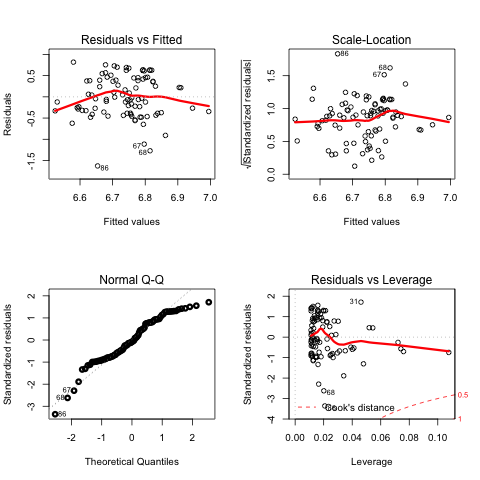 Residuals vs Fitted
Residuals
0.5
-0.5
-1.5
67
68
86
6.6 6.7 6.8 6.9 7.0
Fitted values
Scale-Location
√|Standardized residuals|
1.5
1.0
0.5
0.0
86
68
67
6.6 6.7 6.8 6.9 7.0
Fitted values
Normal Q-Q
Standardized residuals
2
1
0
-1
-2
-3
67
68
86
-2 -1 0 1 2
Theoretical Quantiles
Residuals vs Leverage
Standardized residuals
2
1
0
-1
-2
-3
-4
31
68
Cook's distance
0.5
1
0.00 0.02 0.04 0.06 0.08 0.10
Leverage